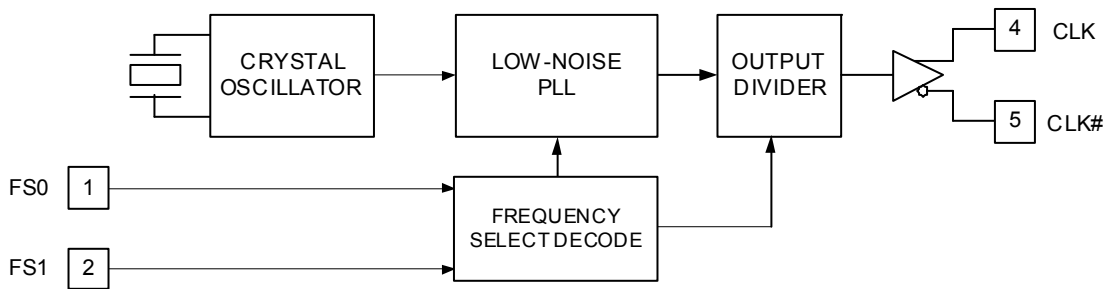 CRYSTAL
OSCILLATOR
LOW-NOISE
PLL
OUTPUT
DIVIDER
4 CLK
5 CLK#
FS0 1
FREQUENCY
SELECT DECODE
FS1 2